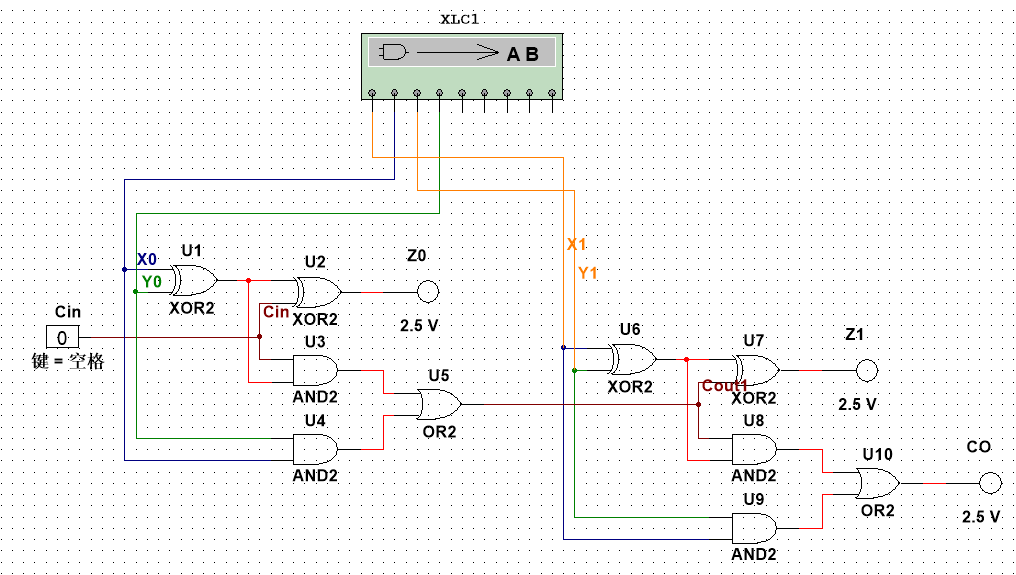 XLC1
A B
X1
Y1
X0
Y0
U1
XOR2
U2
XOR2
Z0
2.5 V
Cin
Cin
0
键 = 空格
U3
AND2
U4
AND2
U5
OR2
U6
XOR2
U7
XOR2
Z1
2.5 V
Cout1
U8
AND2
U9
AND2
U10
OR2
CO
2.5 V